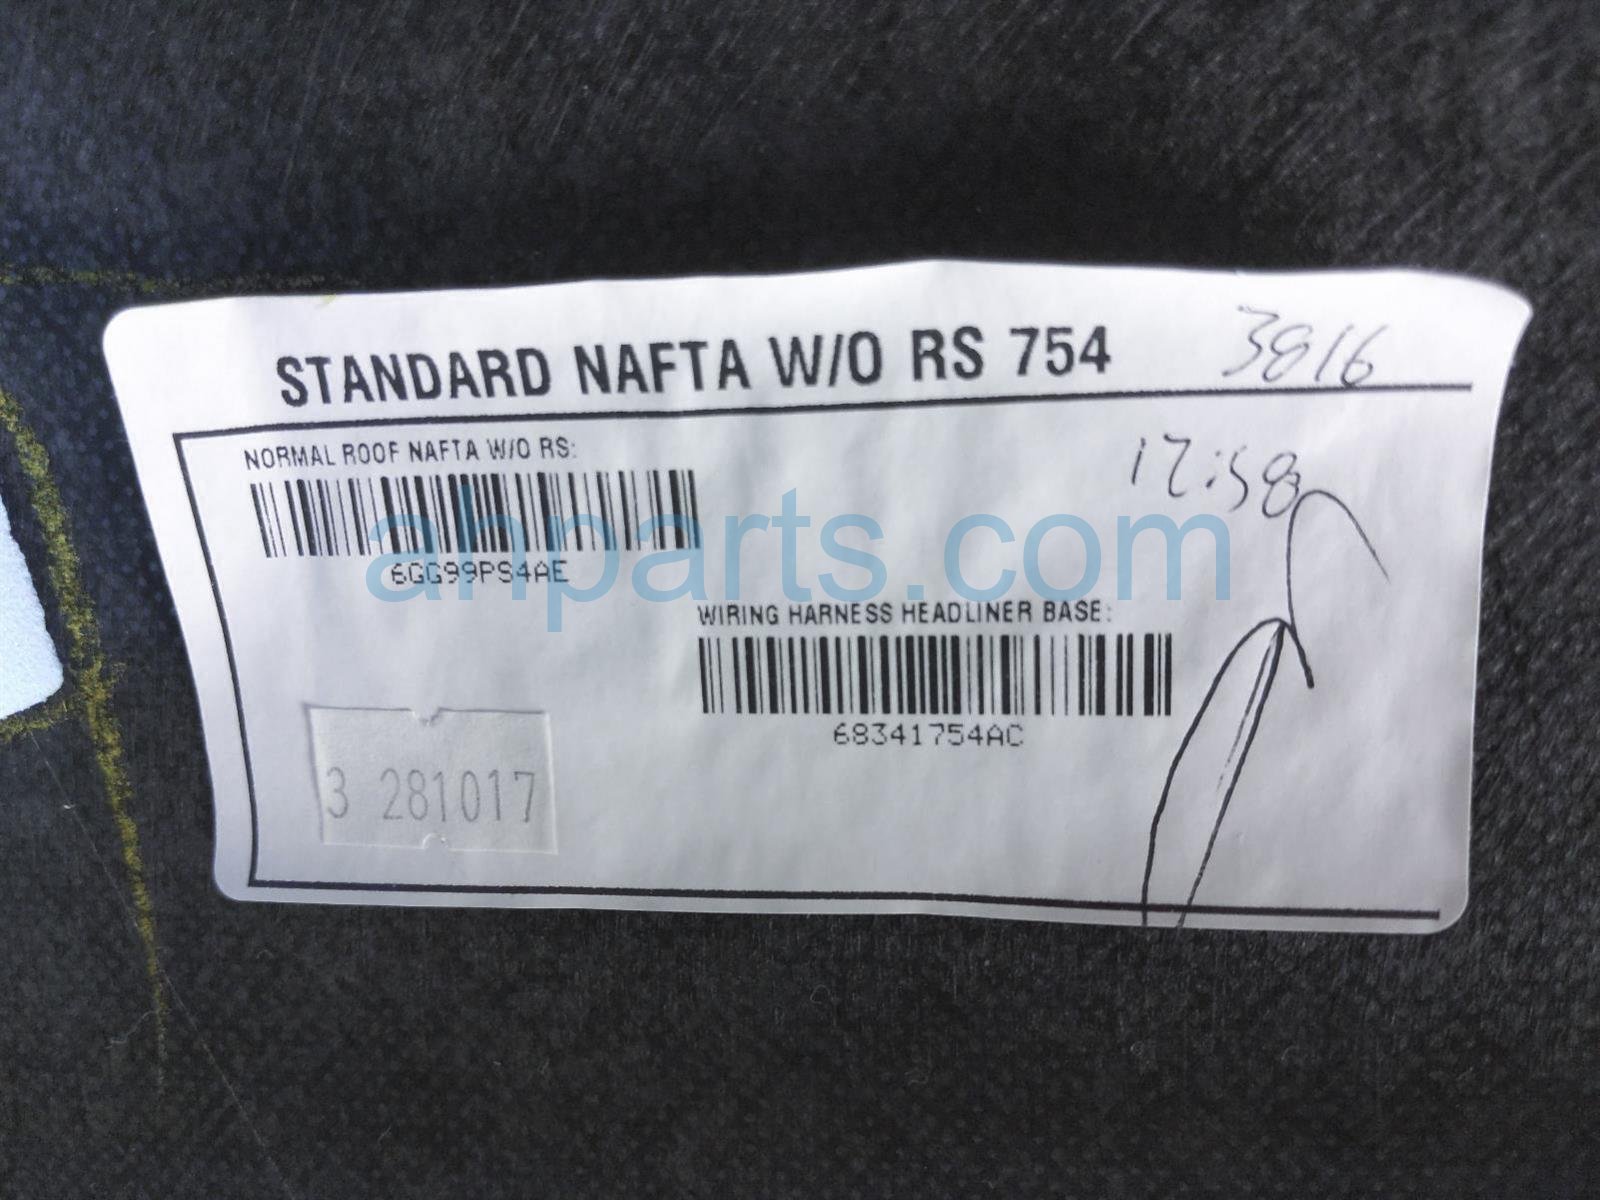 STANDARD NAFTA W/O RS 754 3816
NORMAL ROOF NAFTA W/O RS:
17:58
6GG99PS4AE
ahparts.com
WIRING HARNESS HEADLINER BASE:
68341754AC
3 281017